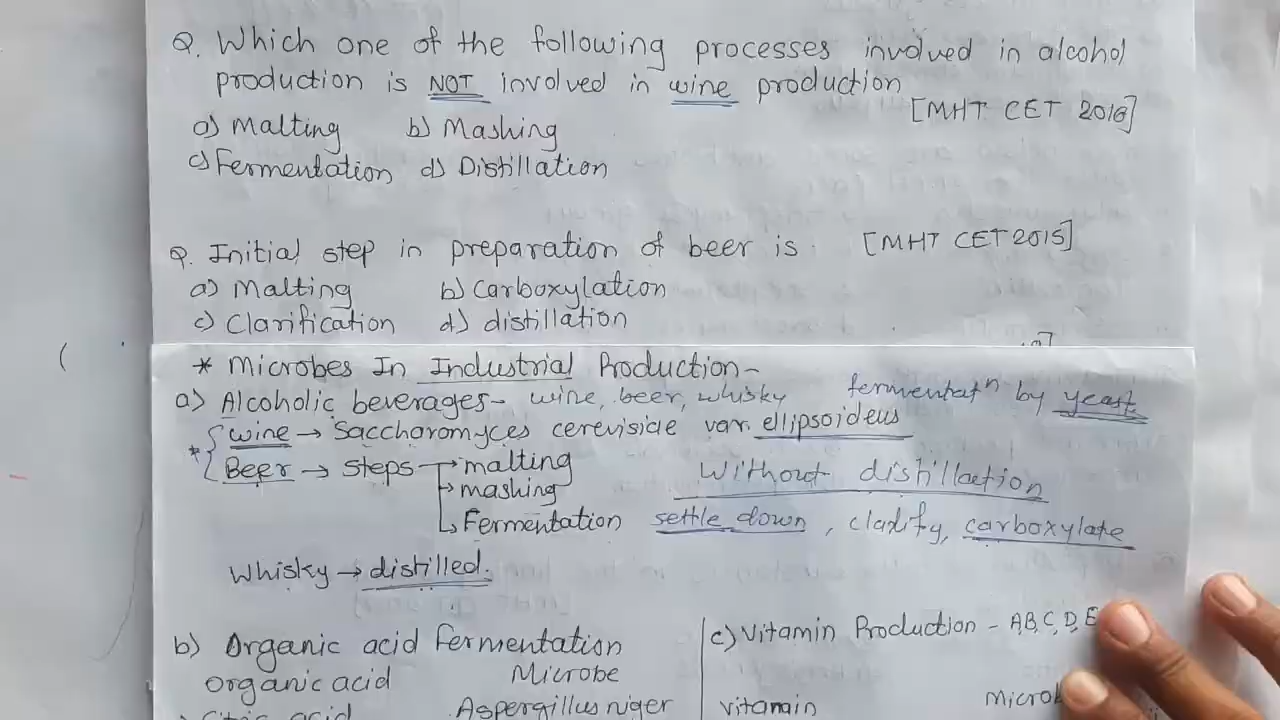 Q. Which one of the following processes involved in alcohol
production is NOT involved in wine production
[MHT CET 2016]
a) Malting b) Mashing
c) Fermentation d) Distillation
Q. Initial step in preparation of beer is. [MHT CET 2015]
a) Malting b) Carboxylation
c) Clarification d) distillation
* Microbes In Industrial Production-
a) Alcoholic beverages- wine, beer, whisky fermentatⁿ by yeast
* { wine → Saccharomyces cerevisiae var. ellipsoideus
Beer → steps → malting Without distillation
→ mashing
→ Fermentation settle down, clarify, carboxylate
Whisky → distilled.
b) Organic acid fermentation
c) Vitamin Production - A,B,C,D,E
organic acid Microbe
vitamin
Citric acid Aspergillus niger